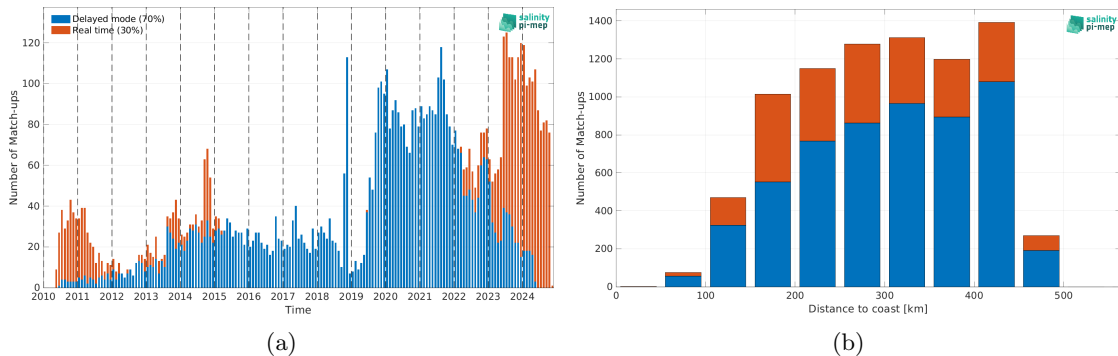 Delayed mode (70%)
Real time (30%)
salinity
pi-mep
120
100
80
60
40
20
0
Number of Match-ups
2010 2011 2012 2013 2014 2015 2016 2017 2018 2019 2020 2021 2022 2023 2024
Time
(a)
salinity
pi-mep
1400
1200
1000
800
600
400
200
0
Number of Match-ups
0 100 200 300 400 500
Distance to coast [km]
(b)